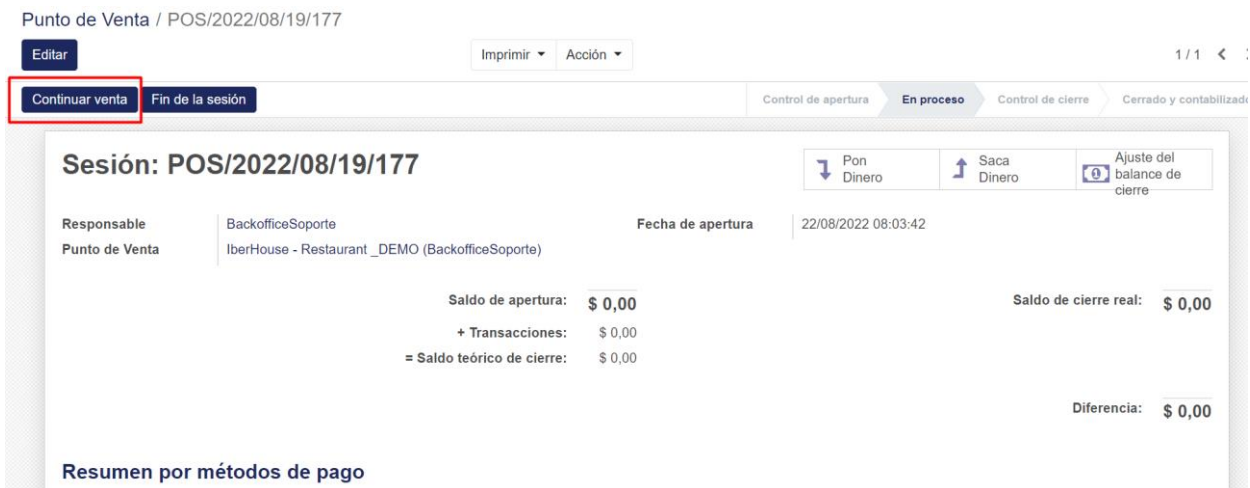 Punto de Venta / POS/2022/08/19/177
Editar
Imprimir Acción
1 / 1
Continuar venta Fin de la sesión
Control de apertura En proceso Control de cierre Cerrado y contabilizado
Sesión: POS/2022/08/19/177
Pon
Dinero
Saca
Dinero
Ajuste del
balance de
cierre
Responsable BackofficeSoporte Fecha de apertura 22/08/2022 08:03:42
Punto de Venta IberHouse - Restaurant _DEMO (BackofficeSoporte)
Saldo de apertura: $ 0,00 Saldo de cierre real: $ 0,00
+ Transacciones: $ 0,00
= Saldo teórico de cierre: $ 0,00
Diferencia: $ 0,00
Resumen por métodos de pago